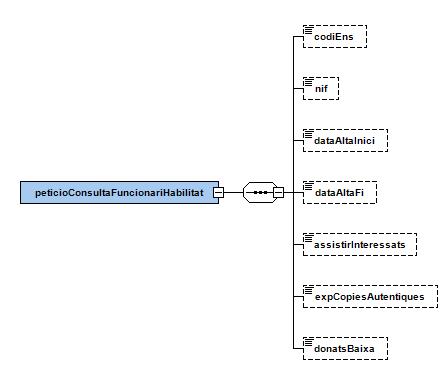 codiEns
nif
dataAltaInici
peticioConsultaFuncionariHabilitat
dataAltaFi
assistirInteressats
expCopiesAutentiques
donatsBaixa